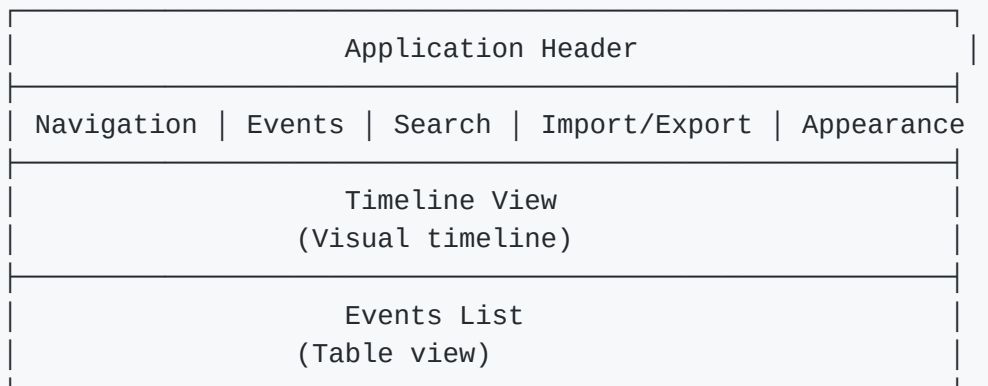 Application Header
Navigation │ Events │ Search │ Import/Export │ Appearance
Timeline View
(Visual timeline)
Events List
(Table view)